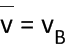 v̅ = v_B